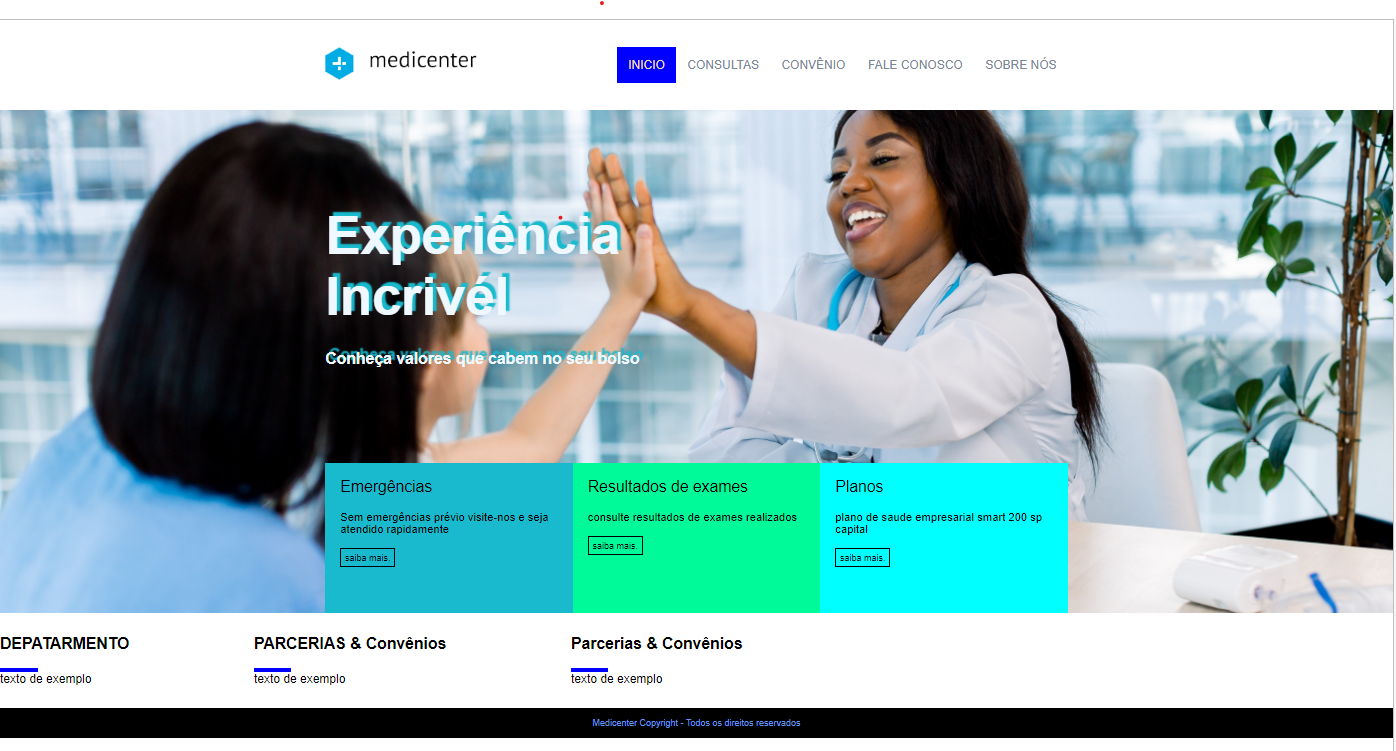 medicenter
INICIO CONSULTAS CONVÊNIO FALE CONOSCO SOBRE NÓS
Experiência
Incrivél
Conheça valores que cabem no seu bolso
Emergências
Sem emergências prévio visite-nos e seja
atendido rapidamente
saiba mais.
Resultados de exames
consulte resultados de exames realizados
saiba mais.
Planos
plano de saude empresarial smart 200 sp
capital
saiba mais.
DEPATARMENTO
texto de exemplo
PARCERIAS & Convênios
texto de exemplo
Parcerias & Convênios
texto de exemplo
Medicenter Copyright - Todos os direitos reservados